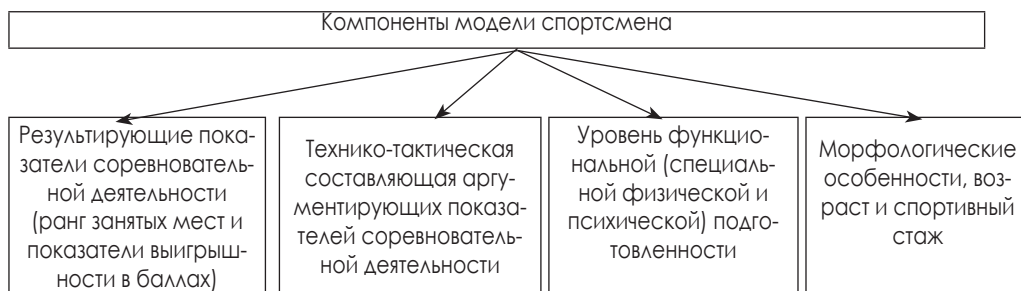 Компоненты модели спортсмена
Результирующие пока-
затели соревнователь-
ной деятельности
(ранг занятых мест и
показатели выигрыш-
ности в баллах)
Технико-тактическая
составляющая аргу-
ментирующих показа-
телей соревнователь-
ной деятельности
Уровень функцио-
нальной (специаль-
ной физической и
психической) подго-
товленности
Морфологические
особенности, воз-
раст и спортивный
стаж